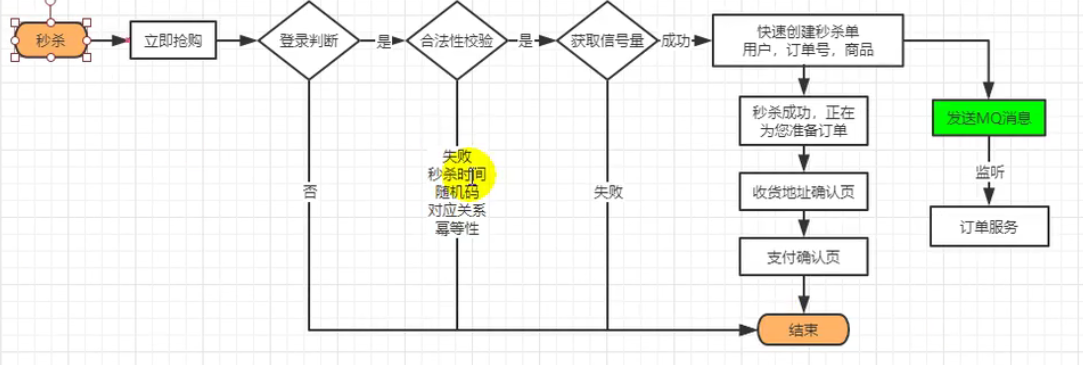 秒杀
立即抢购
登录判断
是
合法性校验
是
获取信号量
成功
快速创建秒杀单
用户，订单号，商品
秒杀成功，正在
为您准备订单
发送MQ消息
失败
秒杀时间
随机码
对应关系
幂等性
否
失败
监听
收货地址确认页
订单服务
支付确认页
结束